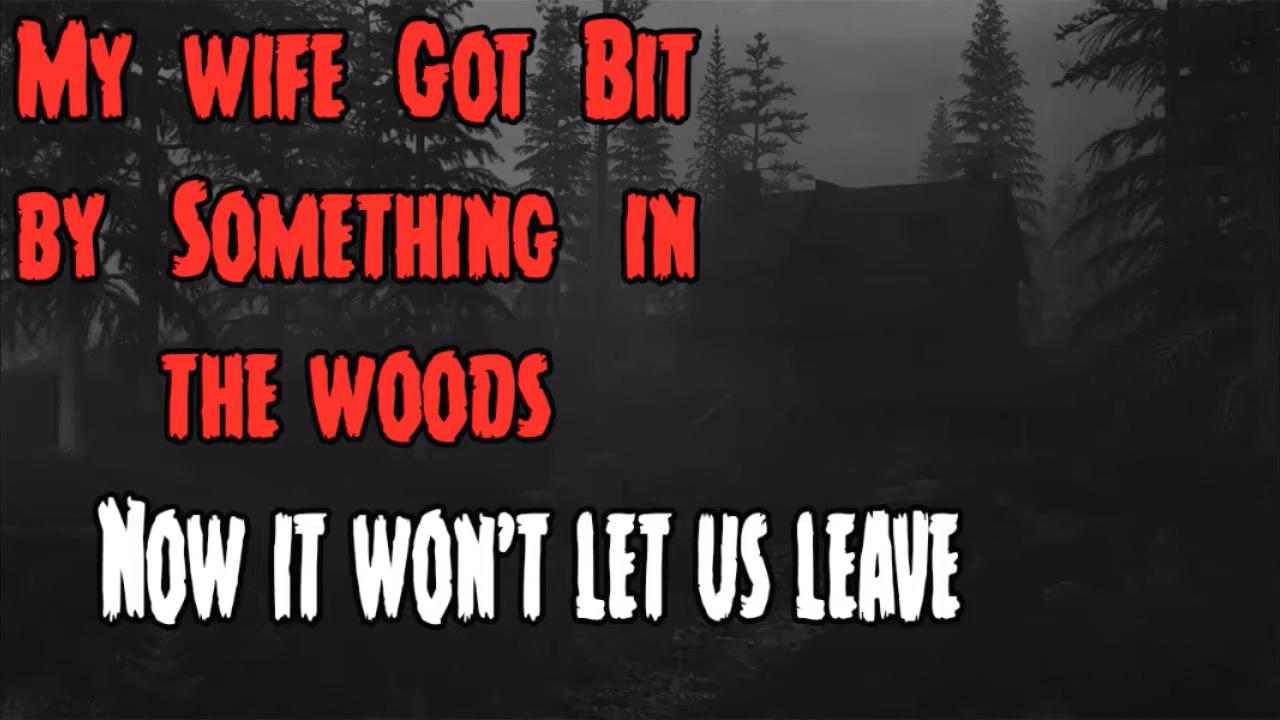 My wife Got Bit
by Something in
the woods
Now it won't let us leave